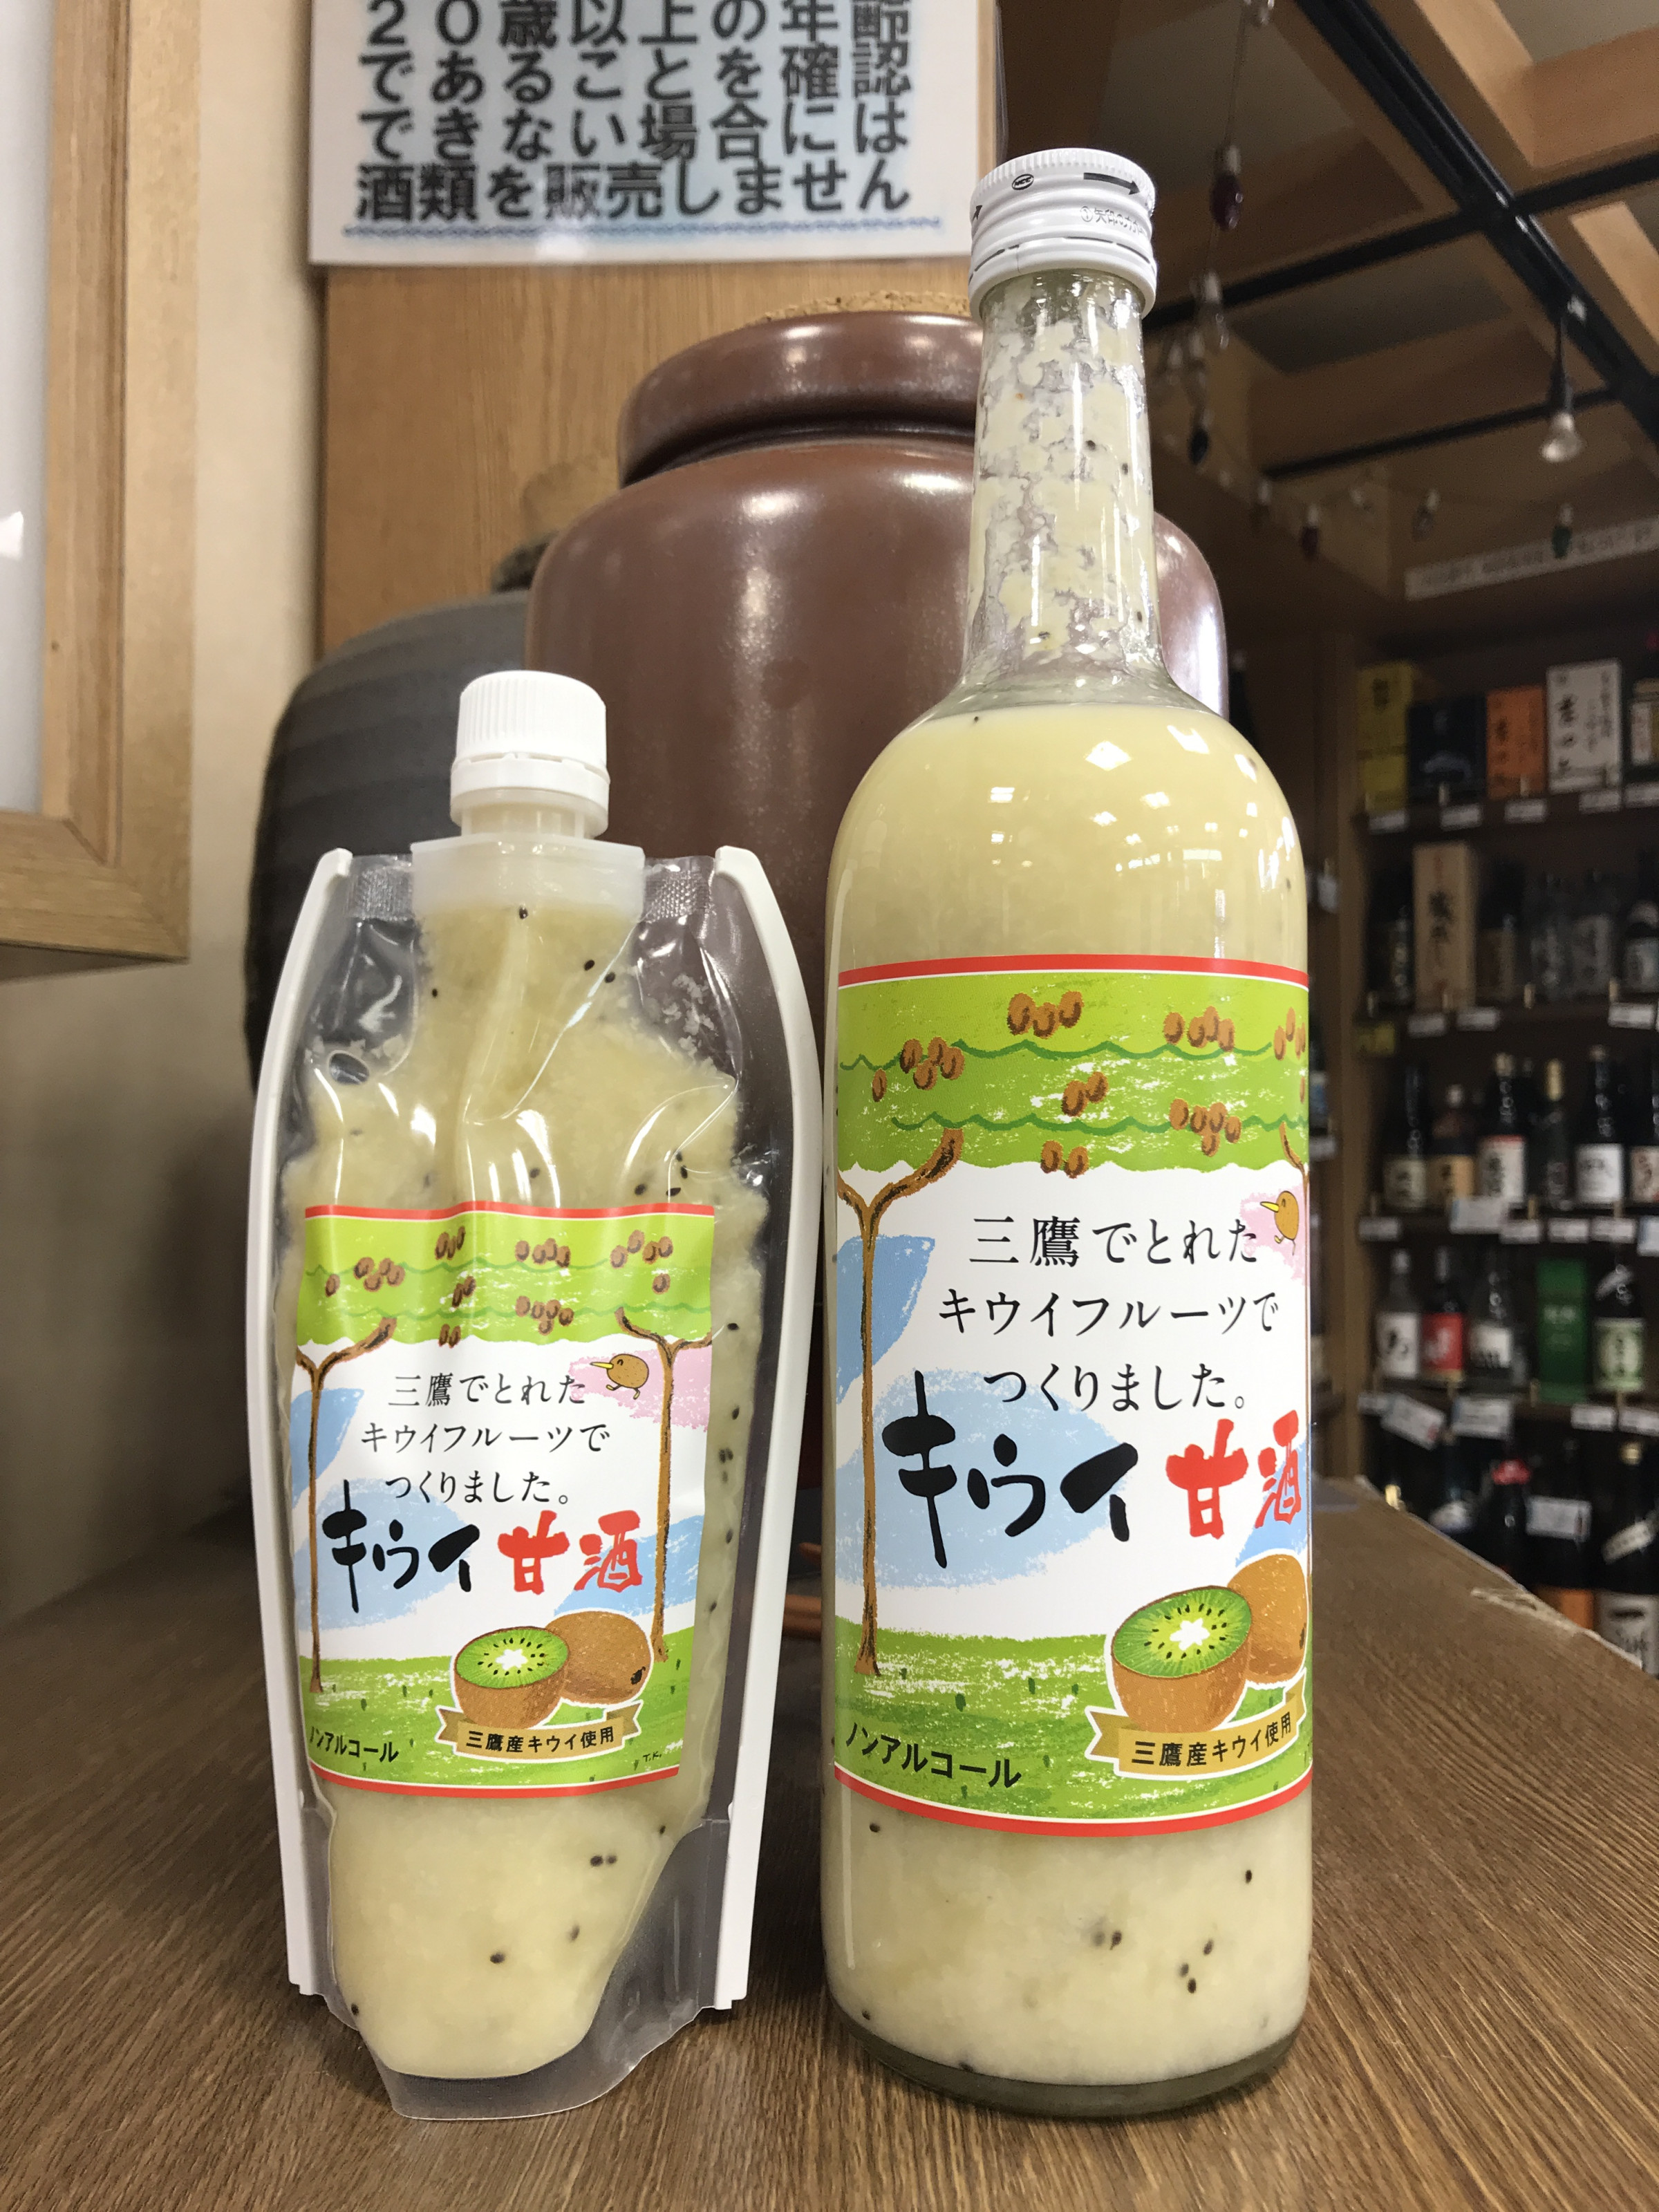 ２０歳以上の年齢
であることを確認
できない場合には
酒類を販売しません
三鷹でとれた
キウイフルーツで
つくりました。
キウイ甘酒
三鷹産キウイ使用
ノンアルコール
T.K.
三鷹でとれた
キウイフルーツで
つくりました。
キウイ甘酒
三鷹産キウイ使用
ノンアルコール